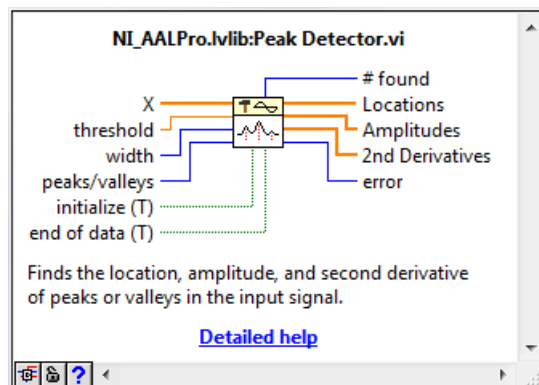 NI_AALPro.lvlib:Peak Detector.vi
# found
X
Locations
threshold
Amplitudes
width
2nd Derivatives
peaks/valleys
error
initialize (T)
end of data (T)
Finds the location, amplitude, and second derivative
of peaks or valleys in the input signal.
Detailed help
?